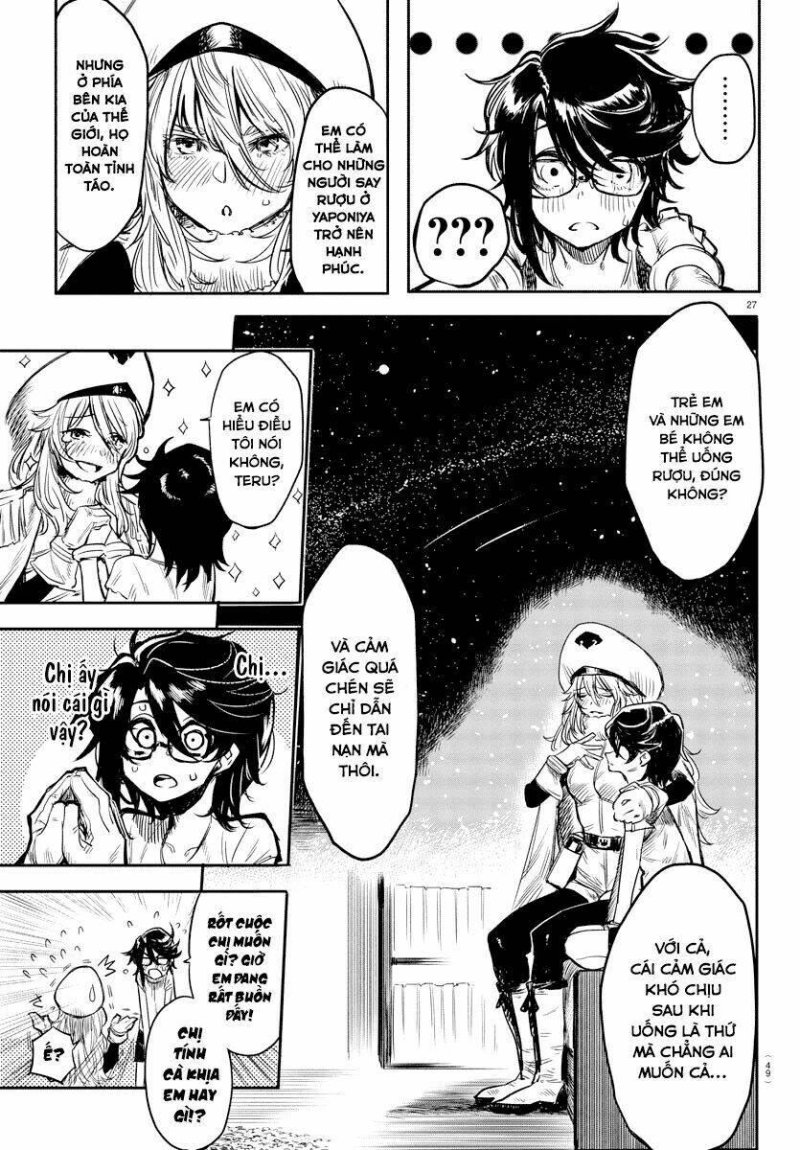 .........
???
EM CÓ
THỂ LÀM
CHO NHỮNG
NGƯỜI SAY
RƯỢU Ở
YAPONIYA
TRỞ NÊN
HẠNH
PHÚC.
NHƯNG
Ở PHÍA
BÊN KIA
CỦA THẾ
GIỚI, HỌ
HOÀN
TOÀN TỈNH
TÁO.
27
TRẺ EM
VÀ NHỮNG EM
BÉ KHÔNG
THỂ UỐNG
RƯỢU, ĐÚNG
KHÔNG?
VÀ CẢM
GIÁC QUÁ
CHÉN SẼ
CHỈ DẪN
ĐẾN TAI
NẠN MÀ
THÔI.
VỚI CẢ,
CÁI CẢM GIÁC
KHÓ CHỊU
SAU KHI
UỐNG LÀ THỨ
MÀ CHẲNG AI
MUỐN CẢ...
EM CÓ
HIỂU ĐIỀU
TÔI NÓI
KHÔNG,
TERU?
Chị...
Chị ấy
nói cái gì
vậy?
RỐT CUỘC
CHỊ MUỐN
GÌ? GIỜ
EM ĐANG
RẤT BUỒN
ĐẤY!
CHỊ
TÍNH
CÀ KHỊA
EM HAY
GÌ!?
Ể?
(49)